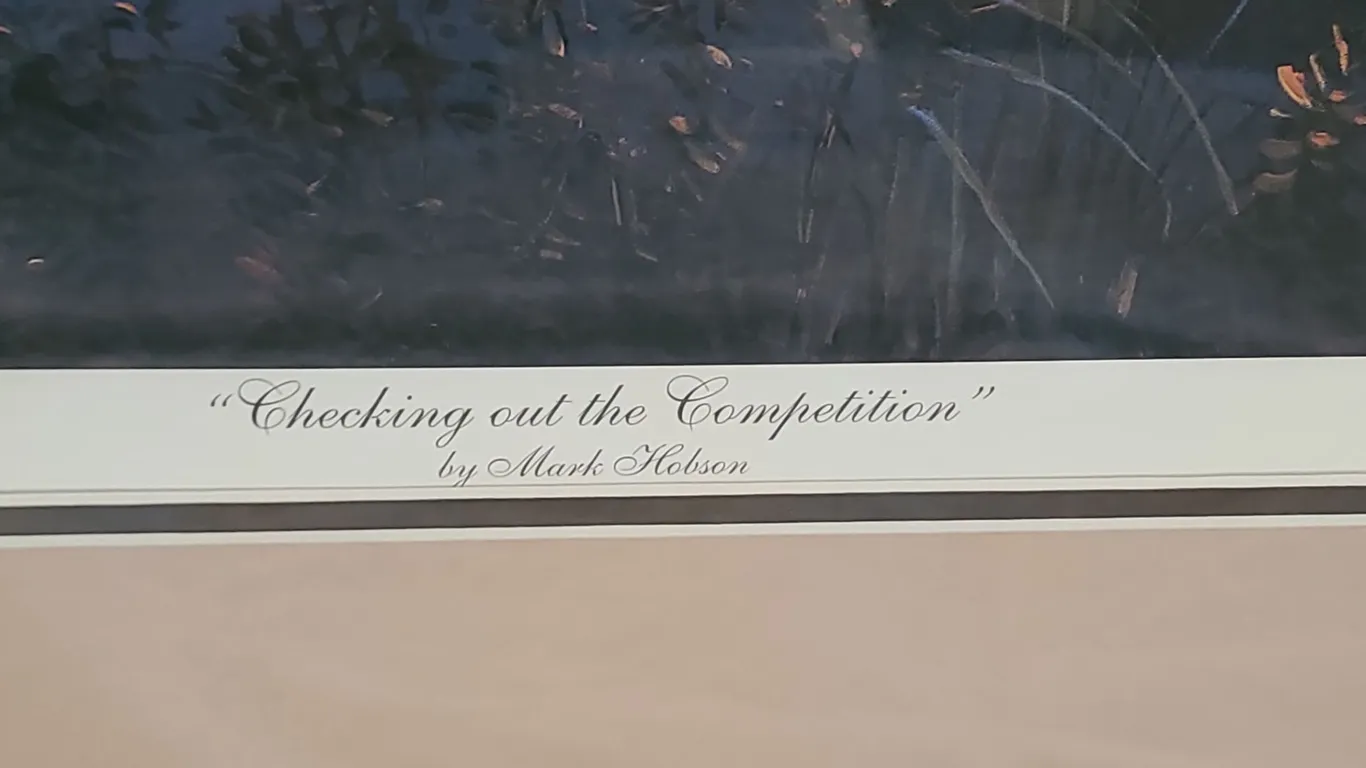 “Checking out the Competition”
by Mark Hobson